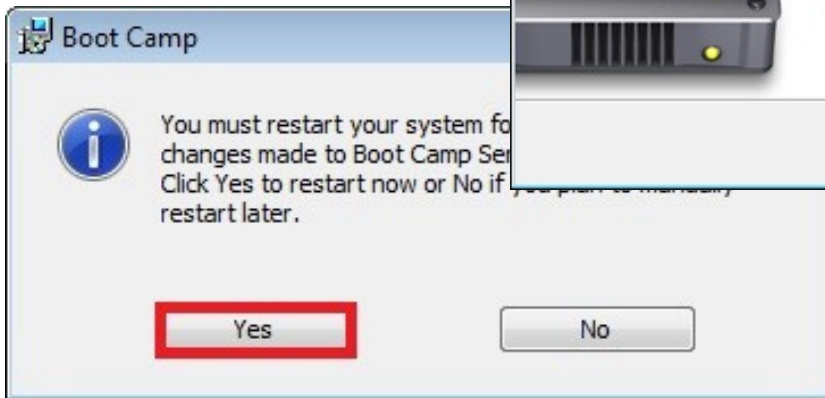 Boot Camp
You must restart your system fo
changes made to Boot Camp Ser
Click Yes to restart now or No if
restart later.
Yes
No